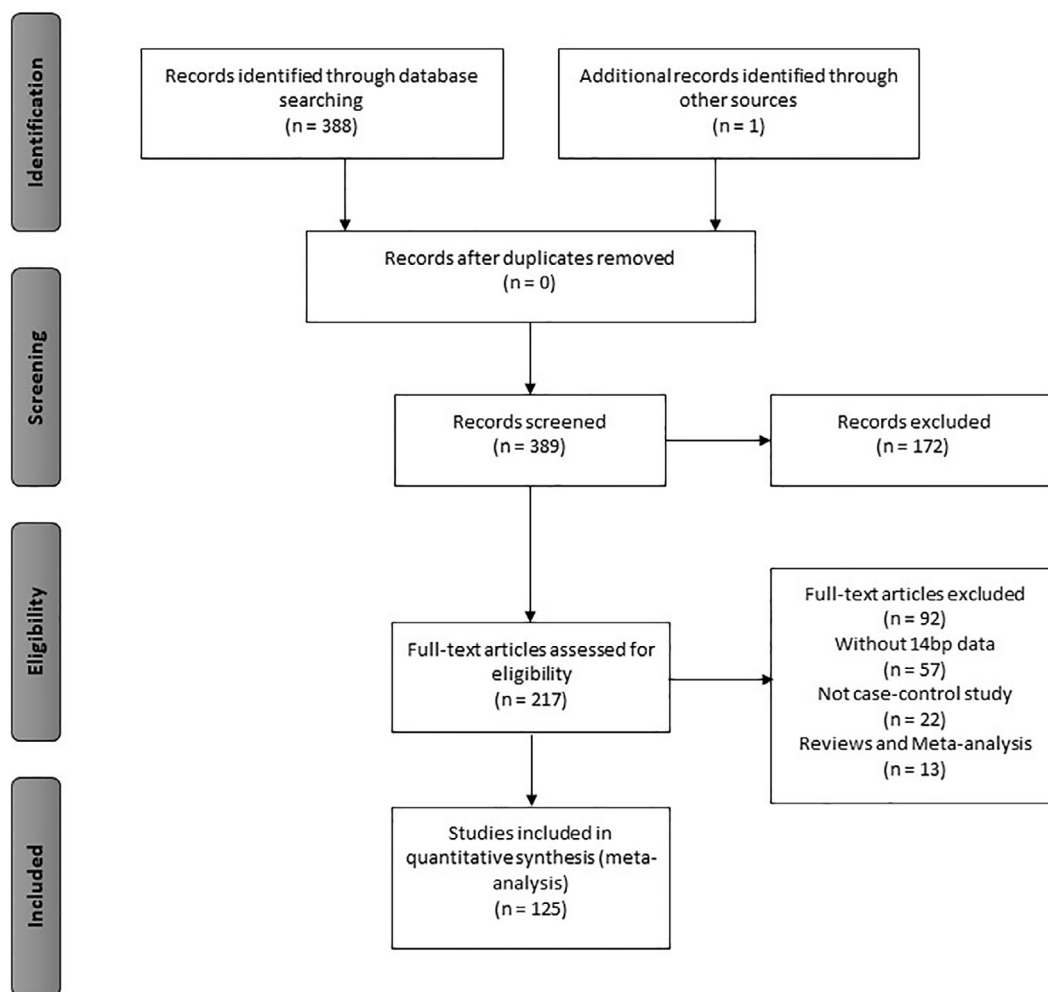 Identification
Records identified through database
searching
(n = 388)
Additional records identified through
other sources
(n = 1)
Records after duplicates removed
(n = 0)
Screening
Records screened
(n = 389)
Records excluded
(n = 172)
Eligibility
Full-text articles assessed for
eligibility
(n = 217)
Full-text articles excluded
(n = 92)
Without 14bp data
(n = 57)
Not case-control study
(n = 22)
Reviews and Meta-analysis
(n = 13)
Included
Studies included in
quantitative synthesis (meta-
analysis)
(n = 125)